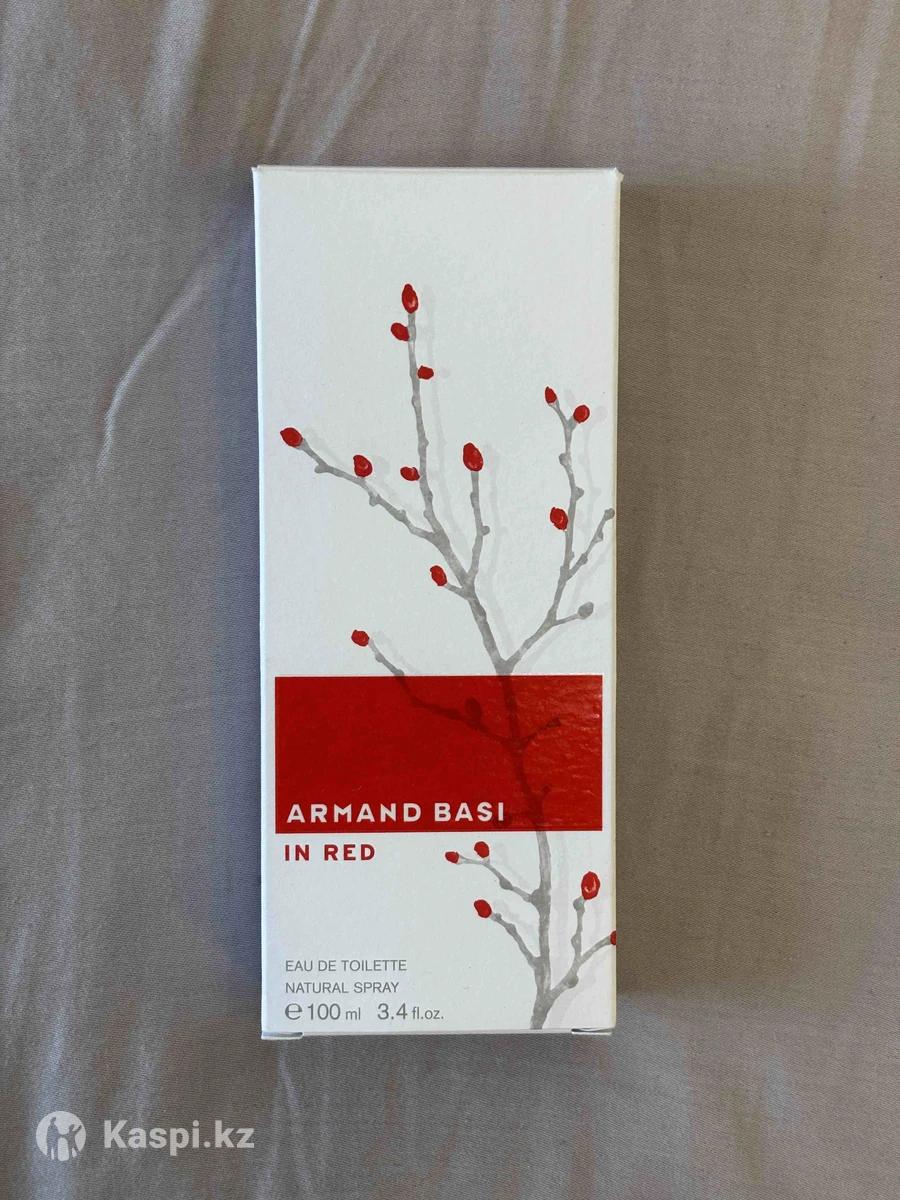 ARMAND BASI
IN RED
EAU DE TOILETTE
NATURAL SPRAY
℮100 ml 3.4 fl.oz.
Kaspi.kz